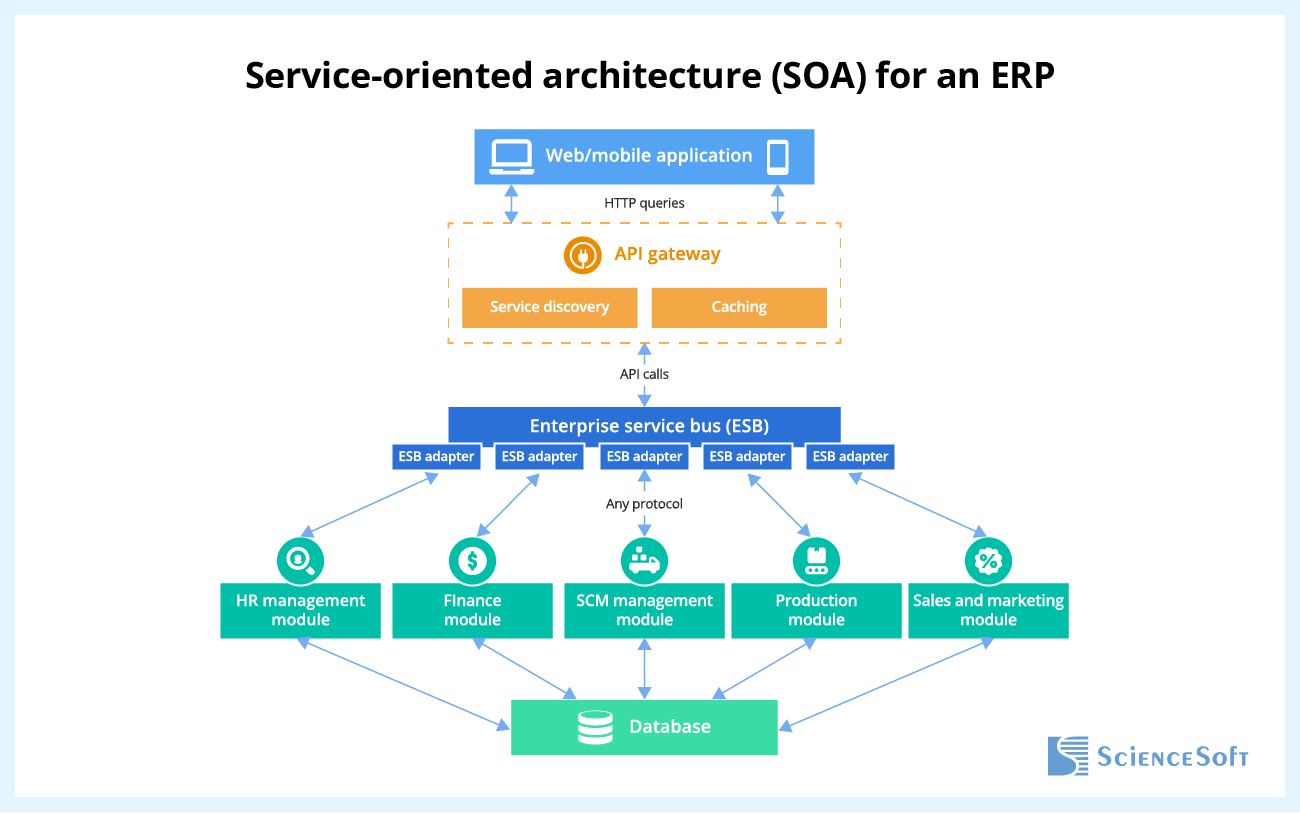 Service-oriented architecture (SOA) for an ERP
Web/mobile application
HTTP queries
API gateway
Service discovery
Caching
API calls
Enterprise service bus (ESB)
ESB adapter
ESB adapter
ESB adapter
ESB adapter
ESB adapter
Any protocol
$
%
HR management
module
FInance
module
SCM management
module
Production
module
Sales and marketing
module
Database
ScienceSoft